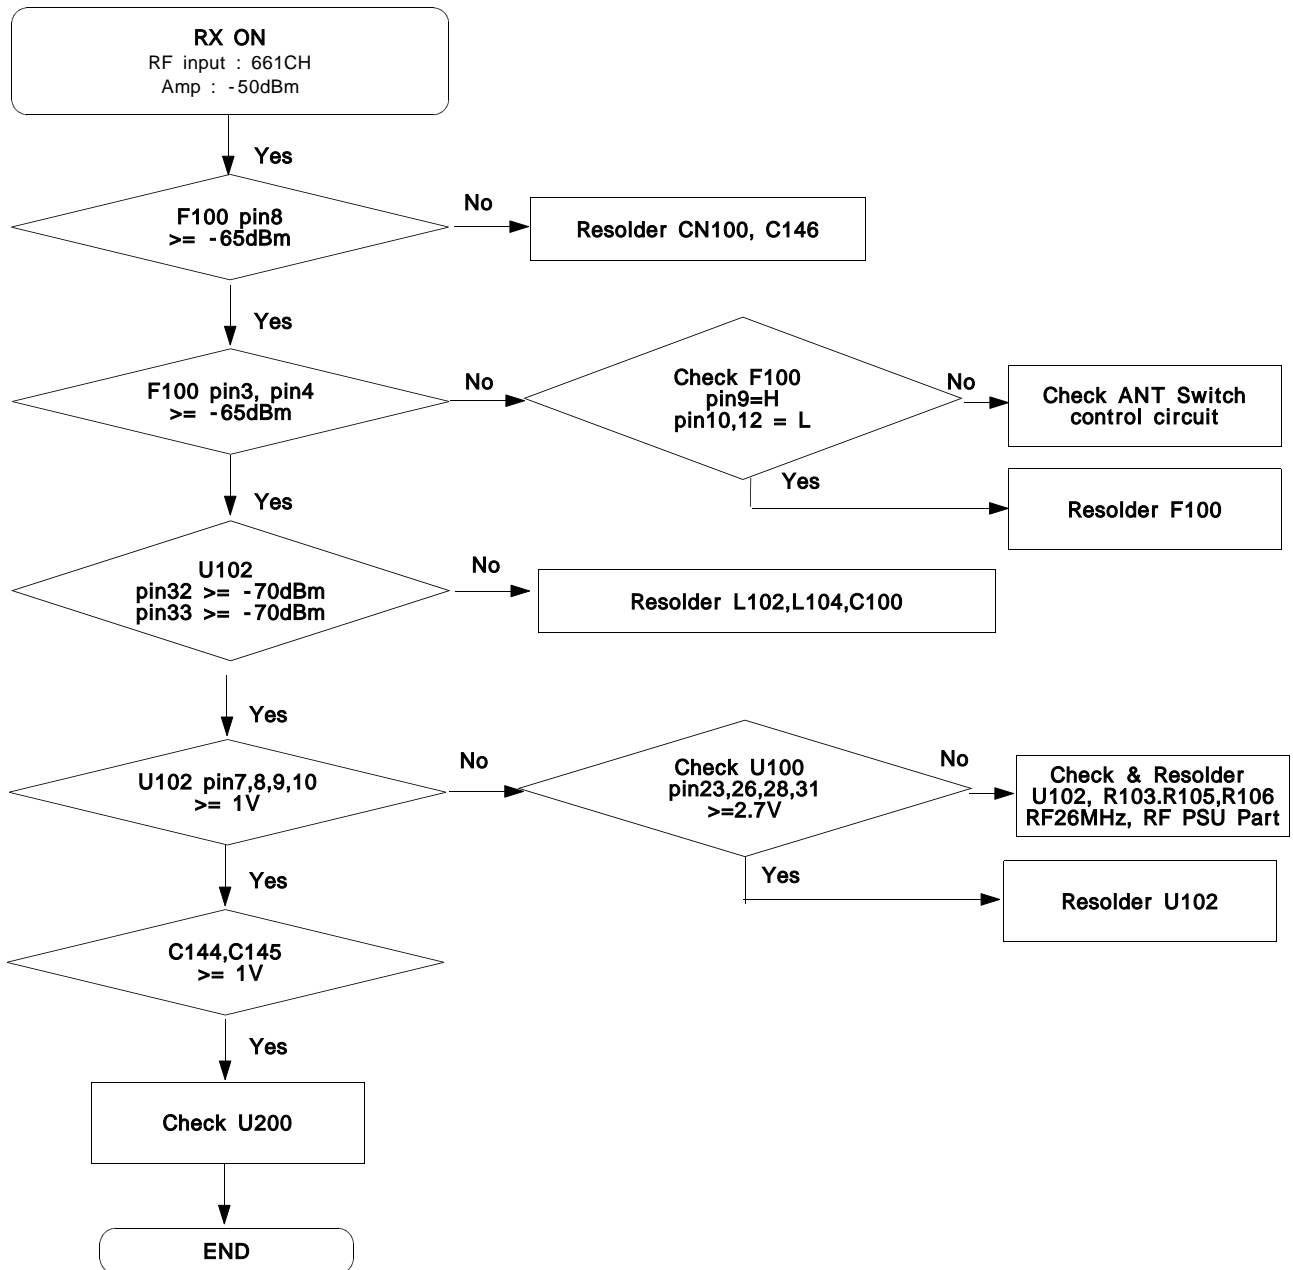 RX ON
RF input : 661CH
Amp : -50dBm
Yes
F100 pin8
>= -65dBm
No
Resolder CN100, C146
Yes
F100 pin3, pin4
>= -65dBm
No
Check F100
pin9=H
pin10,12 = L
No
Check ANT Switch
control circuit
Yes
Resolder F100
Yes
U102
pin32 >= -70dBm
pin33 >= -70dBm
No
Resolder L102,L104,C100
Yes
U102 pin7,8,9,10
>= 1V
No
Check U100
pin23,26,28,31
>=2.7V
No
Check & Resolder
U102, R103.R105,R106
RF26MHz, RF PSU Part
Yes
Resolder U102
Yes
C144,C145
>= 1V
Yes
Check U200
END